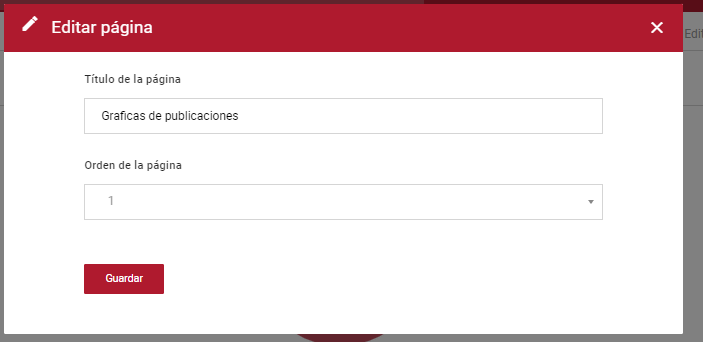 Editar página
Edit
Título de la página
Graficas de publicaciones
Orden de la página
1
Guardar